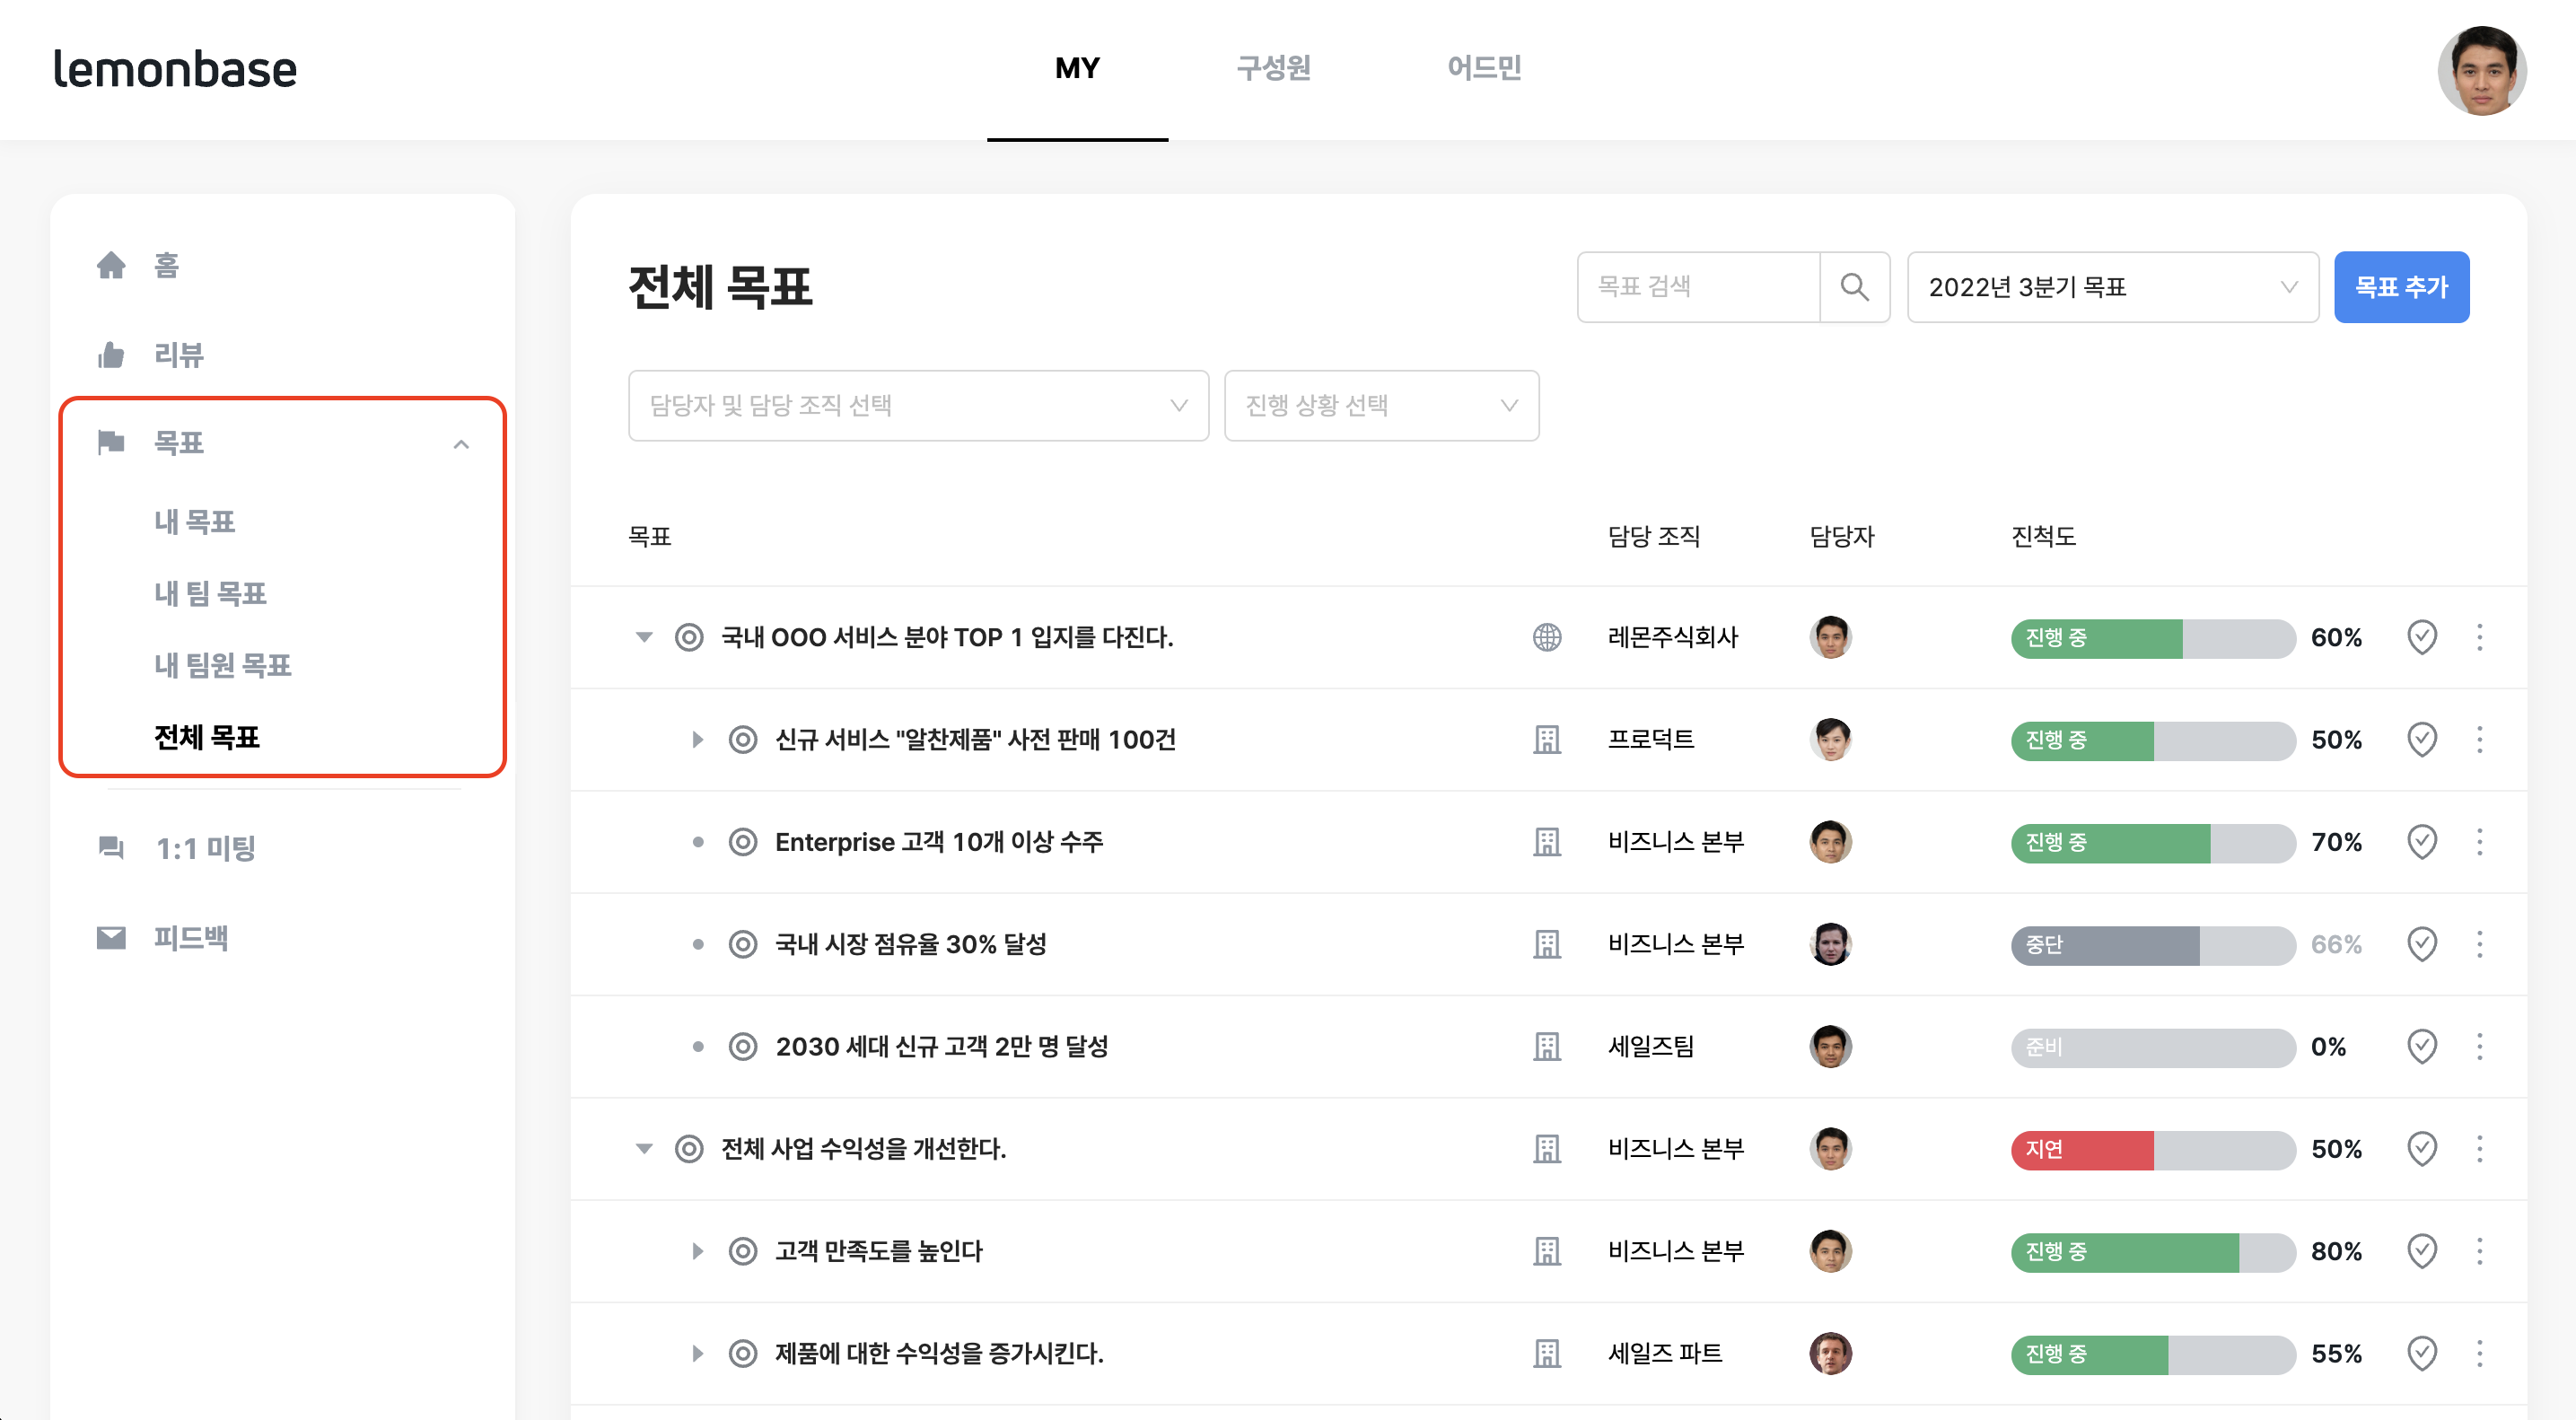 lemonbase
MY 구성원 어드민
홈
리뷰
목표
내 목표
내 팀 목표
내 팀원 목표
전체 목표
1:1 미팅
피드백
전체 목표
목표 검색
2022년 3분기 목표
목표 추가
담당자 및 담당 조직 선택
진행 상황 선택
목표 담당 조직 담당자 진척도
국내 OOO 서비스 분야 TOP 1 입지를 다진다. 레몬주식회사 진행 중 60%
신규 서비스 "알찬제품" 사전 판매 100건 프로덕트 진행 중 50%
Enterprise 고객 10개 이상 수주 비즈니스 본부 진행 중 70%
국내 시장 점유율 30% 달성 비즈니스 본부 중단 66%
2030 세대 신규 고객 2만 명 달성 세일즈팀 준비 0%
전체 사업 수익성을 개선한다. 비즈니스 본부 지연 50%
고객 만족도를 높인다 비즈니스 본부 진행 중 80%
제품에 대한 수익성을 증가시킨다. 세일즈 파트 진행 중 55%